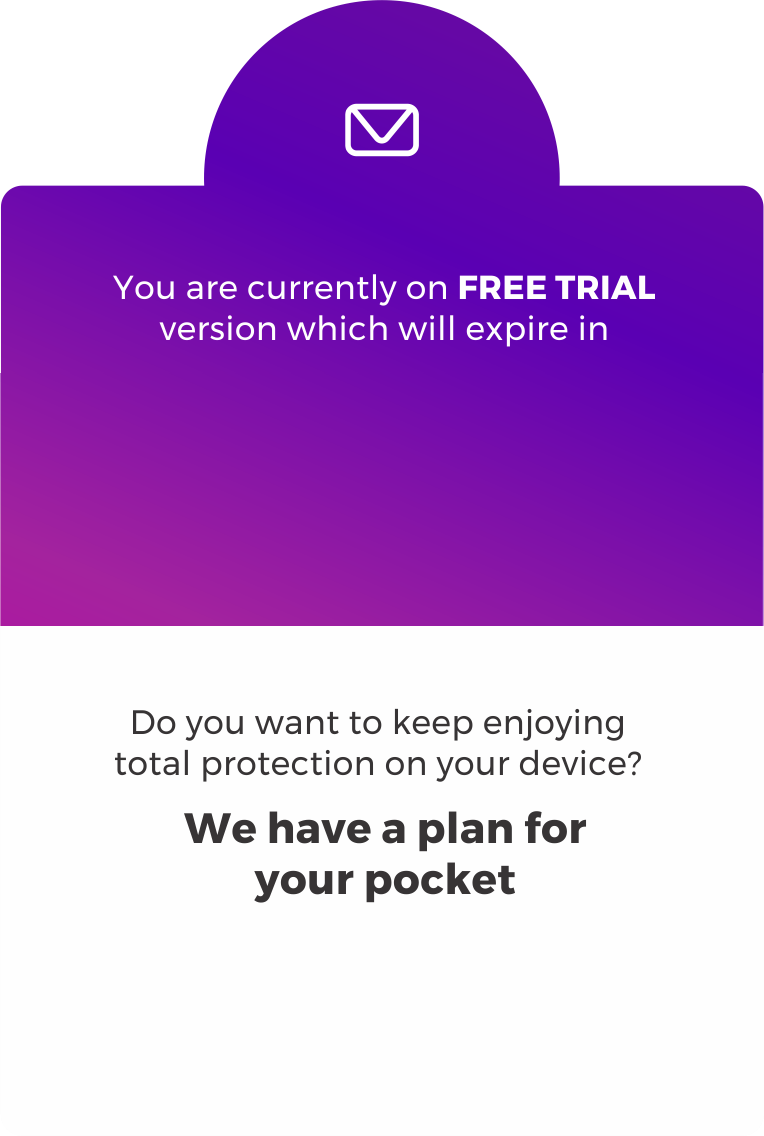 You are currently on FREE TRIAL
version which will expire in
Do you want to keep enjoying
total protection on your device?
We have a plan for
your pocket